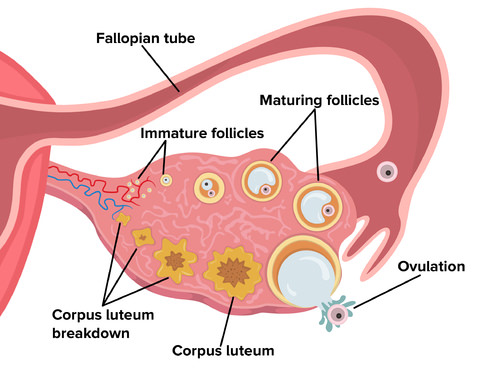 Fallopian tube
Maturing follicles
Immature follicles
Ovulation
Corpus luteum
breakdown
Corpus luteum